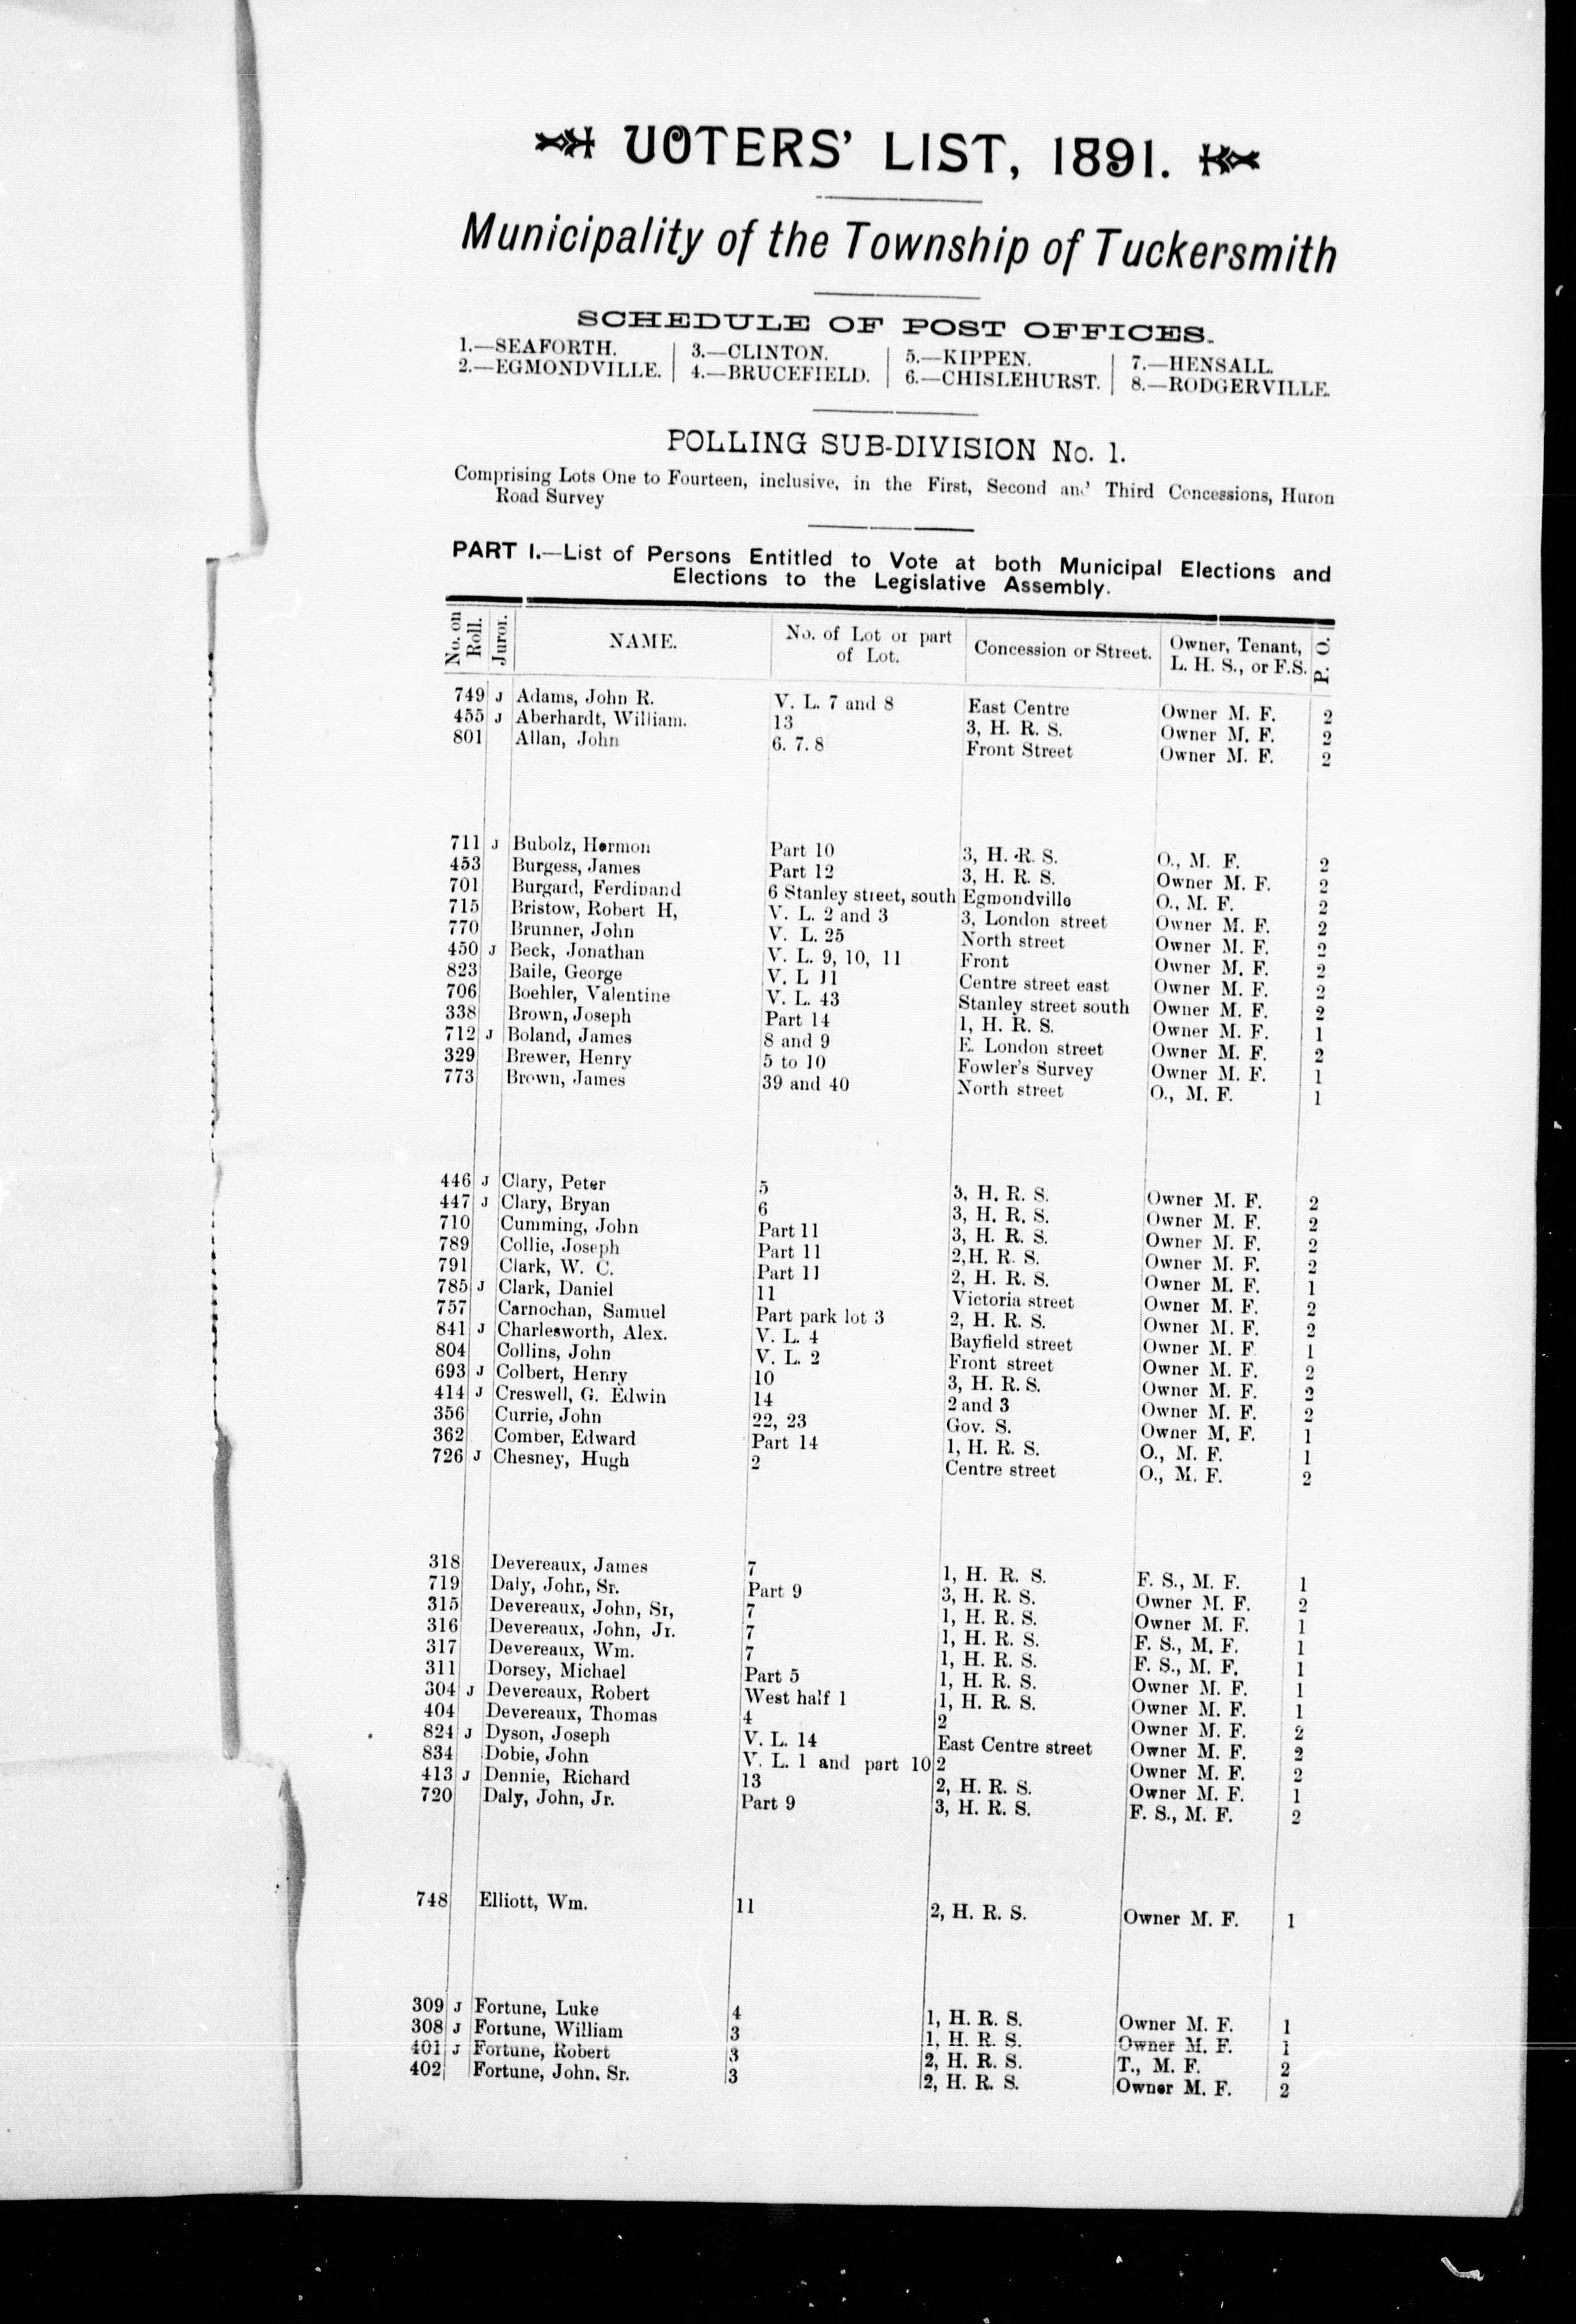 VOTERS' LIST, 1891.
Municipality of the Township of Tuckersmith
SCHEDULE OF POST OFFICES.
1.—SEAFORTH. 3.—CLINTON. 5.—KIPPEN. 7.—HENSALL.
2.—EGMONDVILLE. 4.—BRUCEFIELD. 6.—CHISLEHURST. 8.—RODGERVILLE.
POLLING SUB-DIVISION No. 1.
Comprising Lots One to Fourteen, inclusive, in the First, Second and Third Concessions, Huron
Road Survey
PART I.—List of Persons Entitled to Vote at both Municipal Elections and
Elections to the Legislative Assembly.
No. on Roll. Juror. NAME. No. of Lot or part of Lot. Concession or Street. Owner, Tenant, L. H. S., or F.S. P. O.
749 J Adams, John R. V. L. 7 and 8 East Centre Owner M. F. 2
455 J Aberhardt, William. 13 3, H. R. S. Owner M. F. 2
801 Allan, John 6. 7. 8 Front Street Owner M. F. 2
711 J Bubolz, Hermon Part 10 3, H. R. S. O., M. F. 2
453 Burgess, James Part 12 3, H. R. S. Owner M. F. 2
701 Burgard, Ferdinand 6 Stanley street, south Egmondville O., M. F. 2
715 Bristow, Robert H, V. L. 2 and 3 3, London street Owner M. F. 2
770 Brunner, John V. L. 25 North street Owner M. F. 2
450 J Beck, Jonathan V. L. 9, 10, 11 Front Owner M. F. 2
823 Baile, George V. L 11 Centre street east Owner M. F. 2
706 Boehler, Valentine V. L. 43 Stanley street south Owner M. F. 2
338 Brown, Joseph Part 14 1, H. R. S. Owner M. F. 1
712 J Boland, James 8 and 9 E. London street Owner M. F. 2
329 Brewer, Henry 5 to 10 Fowler's Survey Owner M. F. 1
773 Brown, James 39 and 40 North street O., M. F. 1
446 J Clary, Peter 5 3, H. R. S. Owner M. F. 2
447 J Clary, Bryan 6 3, H. R. S. Owner M. F. 2
710 Cumming, John Part 11 3, H. R. S. Owner M. F. 2
789 Collie, Joseph Part 11 2,H. R. S. Owner M. F. 2
791 Clark, W. C. Part 11 2, H. R. S. Owner M. F. 1
785 J Clark, Daniel 11 Victoria street Owner M. F. 2
757 Carnochan, Samuel Part park lot 3 2, H. R. S. Owner M. F. 2
841 J Charlesworth, Alex. V. L. 4 Bayfield street Owner M. F 1
804 Collins, John V. L. 2 Front street Owner M. F. 2
693 J Colbert, Henry 10 3, H. R. S. Owner M. F. 2
414 J Creswell, G. Edwin 14 2 and 3 Owner M. F. 2
356 Currie, John 22, 23 Gov. S. Owner M. F. 1
362 Comber, Edward Part 14 1, H. R. S. O., M. F. 1
726 J Chesney, Hugh 2 Centre street O., M. F. 2
318 Devereaux, James 7 1, H. R. S. F. S., M. F. 1
719 Daly, John, Sr. Part 9 3, H. R. S. Owner M. F. 2
315 Devereaux, John, Sr, 7 1, H. R. S. Owner M. F. 1
316 Devereaux, John, Jr. 7 1, H. R. S. F. S., M. F. 1
317 Devereaux, Wm. 7 1, H. R. S. F. S., M. F. 1
311 Dorsey, Michael Part 5 1, H. R. S. Owner M. F. 1
304 J Devereaux, Robert West half 1 1, H. R. S. Owner M. F. 1
404 Devereaux, Thomas 4 2 Owner M. F. 2
824 J Dyson, Joseph V. L. 14 East Centre street Owner M. F. 2
834 Dobie, John V. L. 1 and part 10 2 Owner M. F. 2
413 J Dennie, Richard 13 2, H. R. S. Owner M. F. 1
720 Daly, John, Jr. Part 9 3, H. R. S. F. S., M. F. 2
748 Elliott, Wm. 11 2, H. R. S. Owner M. F. 1
309 J Fortune, Luke 4 1, H. R. S. Owner M. F. 1
308 J Fortune, William 3 1, H. R. S. Owner M. F. 1
401 J Fortune, Robert 3 2, H. R. S. T., M. F. 2
402 Fortune, John. Sr. 3 2, H. R. S. Owner M. F. 2